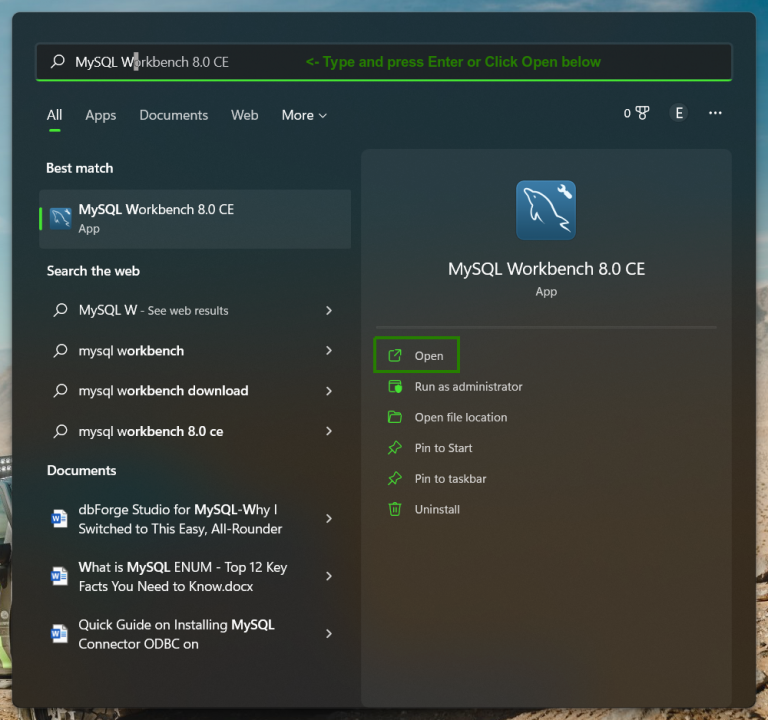 MySQL Workbench 8.0 CE <- Type and press Enter or Click Open below
All Apps Documents Web More 0 E ...
Best match
MySQL Workbench 8.0 CE
App
Search the web
MySQL W - See web results
mysql workbench
mysql workbench download
mysql workbench 8.0 ce
Documents
dbForge Studio for MySQL-Why I
Switched to This Easy, All-Rounder
What is MySQL ENUM - Top 12 Key
Facts You Need to Know.docx
Quick Guide on Installing MySQL
Connector ODBC on
MySQL Workbench 8.0 CE
App
Open
Run as administrator
Open file location
Pin to Start
Pin to taskbar
Uninstall